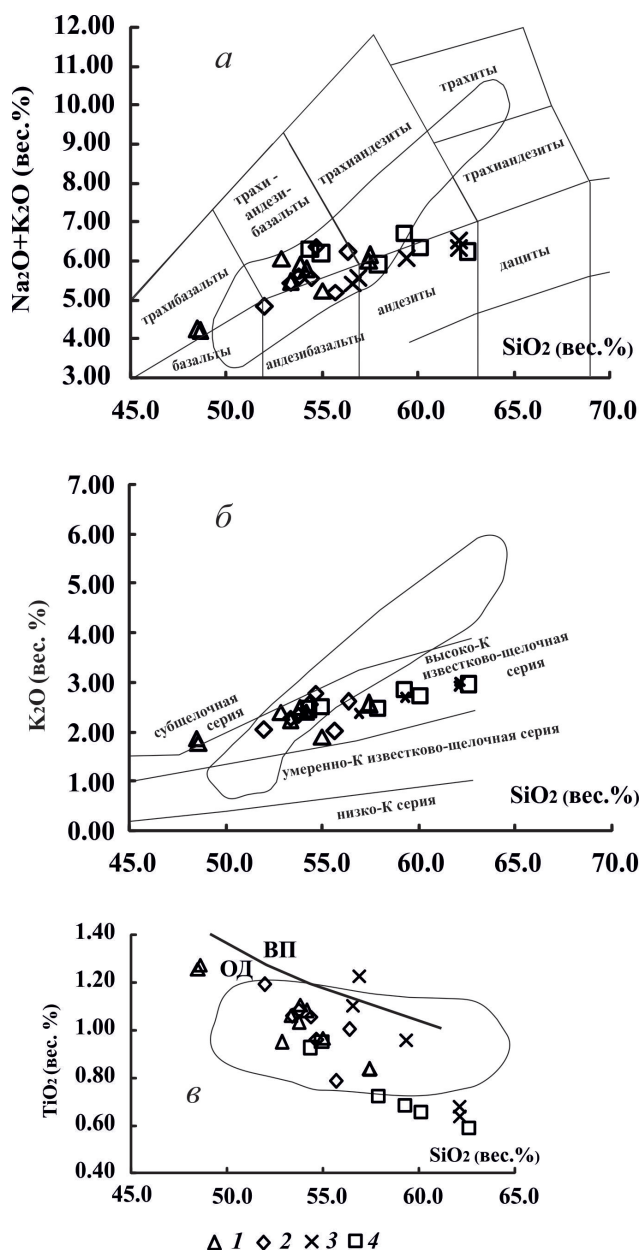 а
Na₂O+K₂O (вес.%)
12.00
11.00
10.00
9.00
8.00
7.00
6.00
5.00
4.00
3.00
трахиты
трахиандезиты
трахиандезиты
трахи -
андези-
базальты
трахибазальты
базальты
андезибазальты
андезиты
дациты
SiO₂ (вес.%)
45.0 50.0 55.0 60.0 65.0 70.0
б
K₂O (вес. %)
7.00
6.00
5.00
4.00
3.00
2.00
1.00
0.00
субщелочная
серия
высоко-К
известково-щелочная
серия
умеренно-К известково-щелочная серия
низко-К серия
SiO₂ (вес.%)
45.0 50.0 55.0 60.0 65.0 70.0
TiO₂ (вес. %)
1.40
1.20
1.00
0.80
0.60
0.40
ВП
ОД
в
SiO₂ (вес.%)
45.0 50.0 55.0 60.0 65.0
1 2 3 4